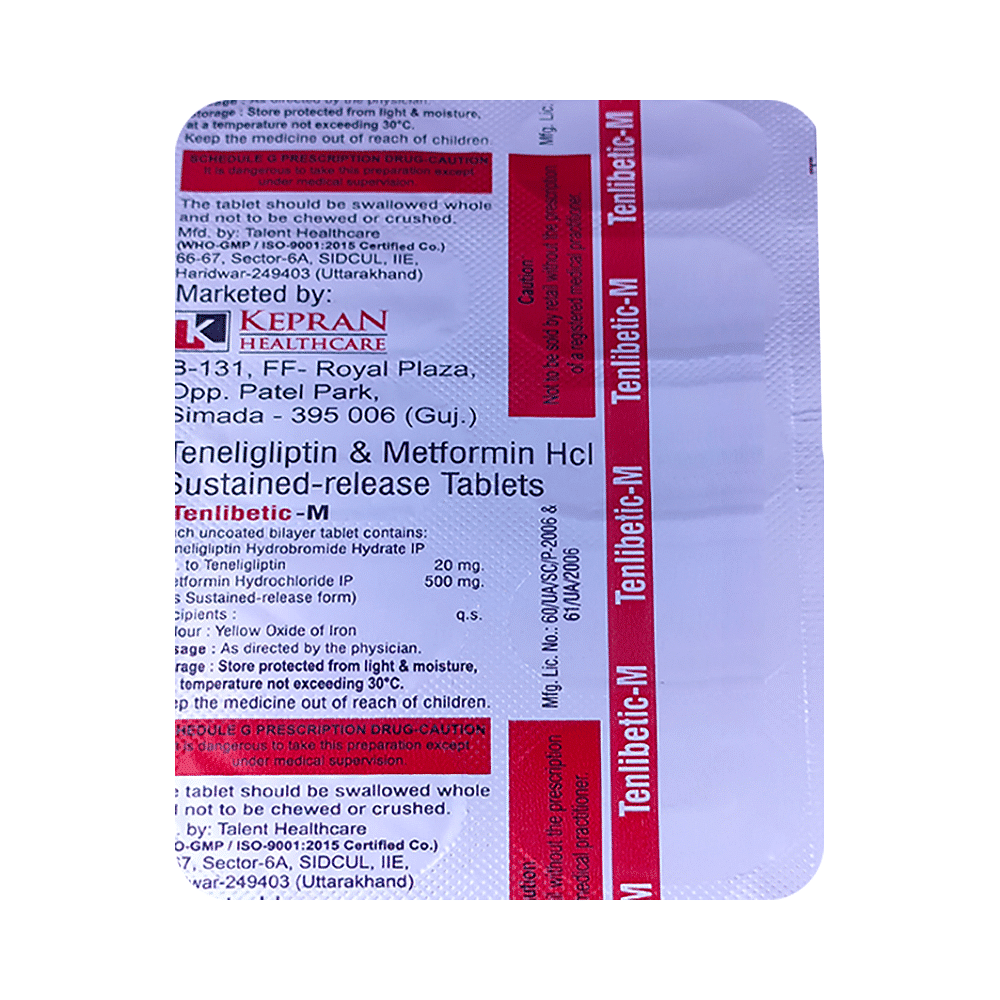 As directed by the physician.
torage : Store protected from light & moisture,
at a temperature not exceeding 30°C.
Keep the medicine out of reach of children.
SCHEDULE G PRESCRIPTION DRUG-CAUTION
It is dangerous to take this preparation except
under medical supervision
The tablet should be swallowed whole
and not to be chewed or crushed.
Mfd. by: Talent Healthcare
(WHO-GMP / ISO-9001:2015 Certified Co.)
66-67, Sector-6A, SIDCUL, IIE,
Haridwar-249403 (Uttarakhand)
Marketed by:
K KEPRAN
HEALTHCARE
B-131, FF- Royal Plaza,
Opp. Patel Park,
Simada - 395 006 (Guj.)
Teneligliptin & Metformin Hcl
Sustained-release Tablets
Tenlibetic-M
ch uncoated bilayer tablet contains:
neligliptin Hydrobromide Hydrate IP
. to Teneligliptin 20 mg.
etformin Hydrochloride IP 500 mg.
s Sustained-release form)
cipients : q.s.
lour : Yellow Oxide of Iron
sage : As directed by the physician.
rage : Store protected from light & moisture,
temperature not exceeding 30°C.
ep the medicine out of reach of children.
HEDULE G PRESCRIPTION DRUG-CAUTION
is dangerous to take this preparation except
under medical supervision
e tablet should be swallowed whole
not to be chewed or crushed.
. by: Talent Healthcare
O-GMP / ISO-9001:2015 Certified Co.)
7, Sector-6A, SIDCUL, IIE,
war-249403 (Uttarakhand)
Mfg. Lic.
Caution:
Not to be sold by retail without the prescription
of a registered medical practitioner.
Mfg. Lic. No.: 60/UA/SC/P-2006 &
61/UA/2006
ution
without the prescription
medical practitioner.
Tenlibetic-M
Tenlibetic-M
Tenlibetic-M
Tenlibetic-M
M